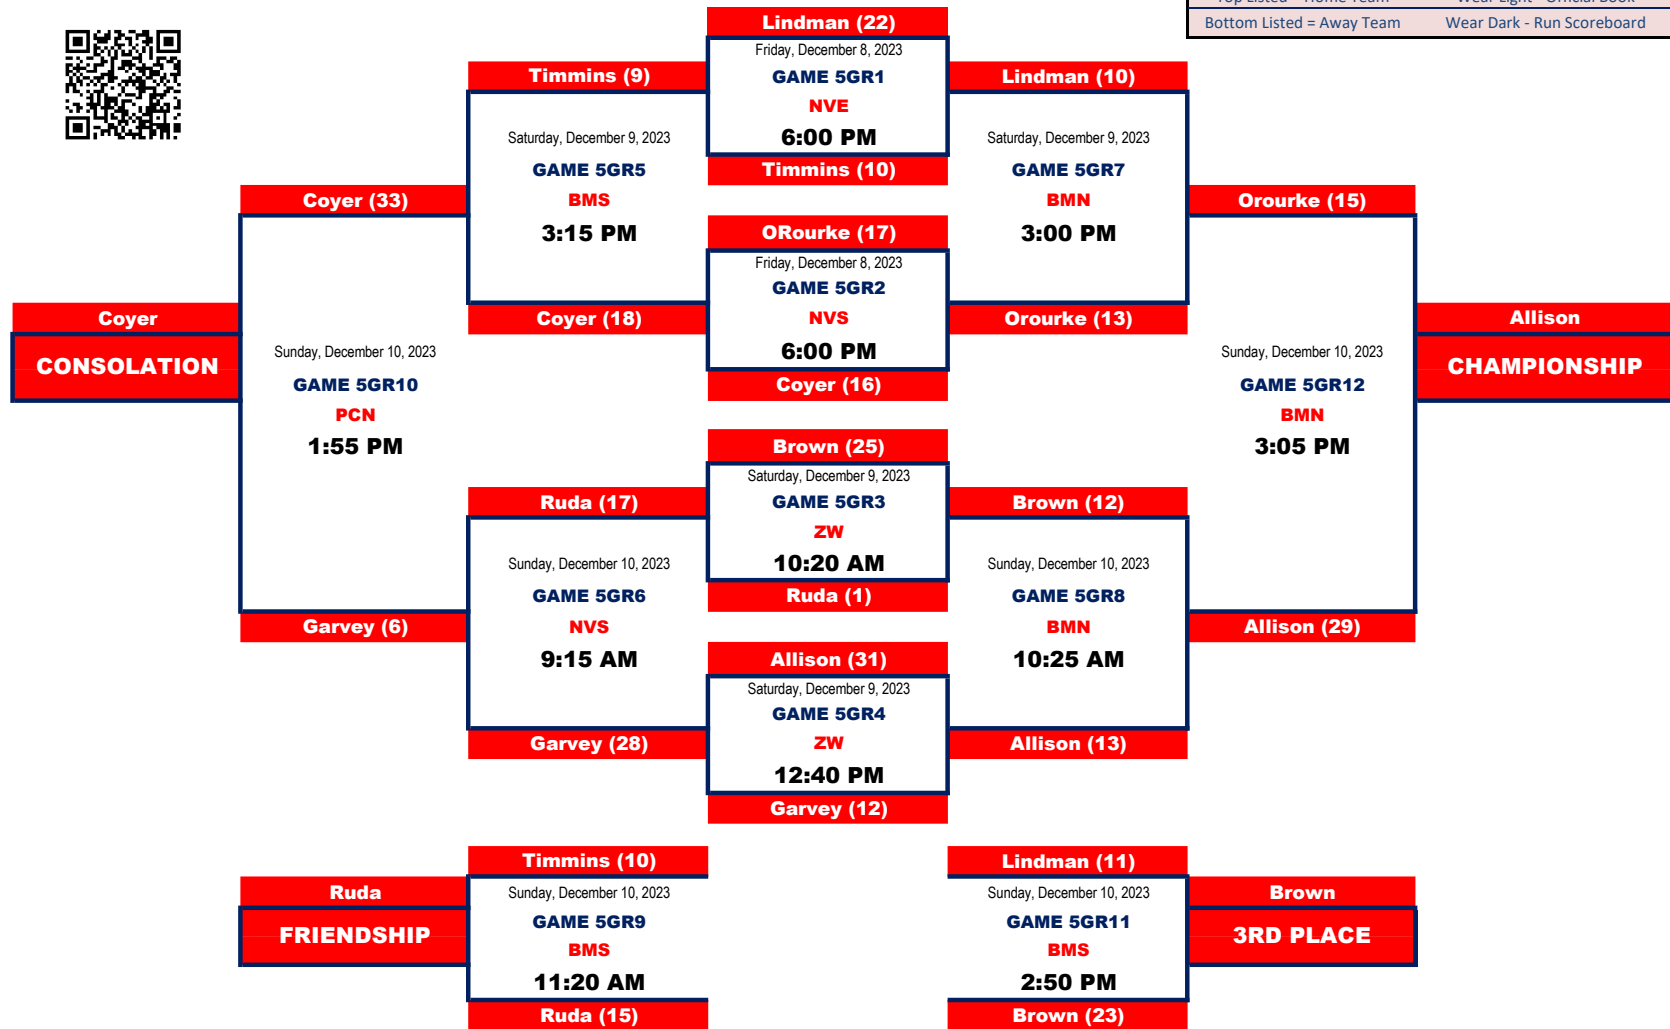 Top Listed = Home Team Wear Light - Official Book
Bottom Listed = Away Team Wear Dark - Run Scoreboard
Lindman (22)
Friday, December 8, 2023
GAME 5GR1
NVE
6:00 PM
Timmins (10)
Timmins (9)
Saturday, December 9, 2023
GAME 5GR5
BMS
3:15 PM
Coyer (18)
Lindman (10)
Saturday, December 9, 2023
GAME 5GR7
BMN
3:00 PM
Orourke (13)
ORourke (17)
Friday, December 8, 2023
GAME 5GR2
NVS
6:00 PM
Coyer (16)
Coyer (33)
Sunday, December 10, 2023
GAME 5GR10
PCN
1:55 PM
Garvey (6)
Coyer
CONSOLATION
Orourke (15)
Sunday, December 10, 2023
GAME 5GR12
BMN
3:05 PM
Allison (29)
Allison
CHAMPIONSHIP
Brown (25)
Saturday, December 9, 2023
GAME 5GR3
ZW
10:20 AM
Ruda (1)
Ruda (17)
Sunday, December 10, 2023
GAME 5GR6
NVS
9:15 AM
Garvey (28)
Brown (12)
Sunday, December 10, 2023
GAME 5GR8
BMN
10:25 AM
Allison (13)
Allison (31)
Saturday, December 9, 2023
GAME 5GR4
ZW
12:40 PM
Garvey (12)
Timmins (10)
Sunday, December 10, 2023
GAME 5GR9
BMS
11:20 AM
Ruda (15)
Ruda
FRIENDSHIP
Lindman (11)
Sunday, December 10, 2023
GAME 5GR11
BMS
2:50 PM
Brown (23)
Brown
3RD PLACE